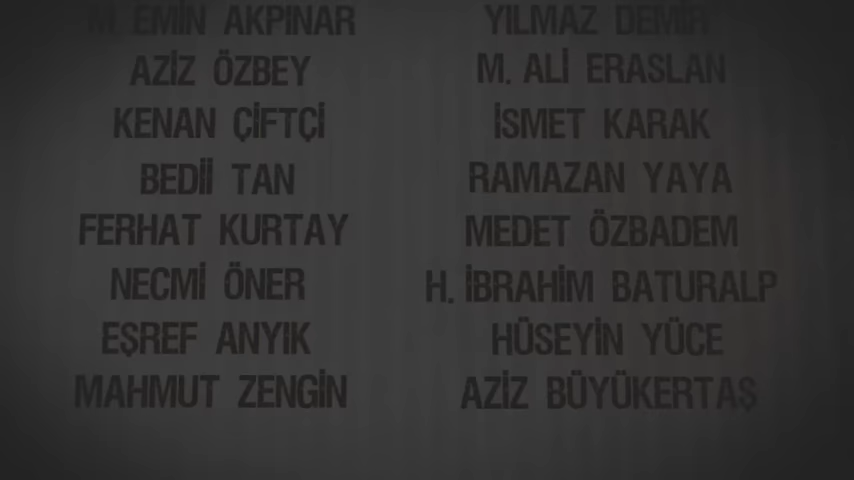 M. EMİN AKPINAR
AZİZ ÖZBEY
KENAN ÇİFTÇİ
BEDİİ TAN
FERHAT KURTAY
NECMİ ÖNER
EŞREF ANYIK
MAHMUT ZENGİN
YILMAZ DEMİR
M. ALİ ERASLAN
İSMET KARAK
RAMAZAN YAYA
MEDET ÖZBADEM
H. İBRAHİM BATURALP
HÜSEYİN YÜCE
AZİZ BÜYÜKERTAŞ